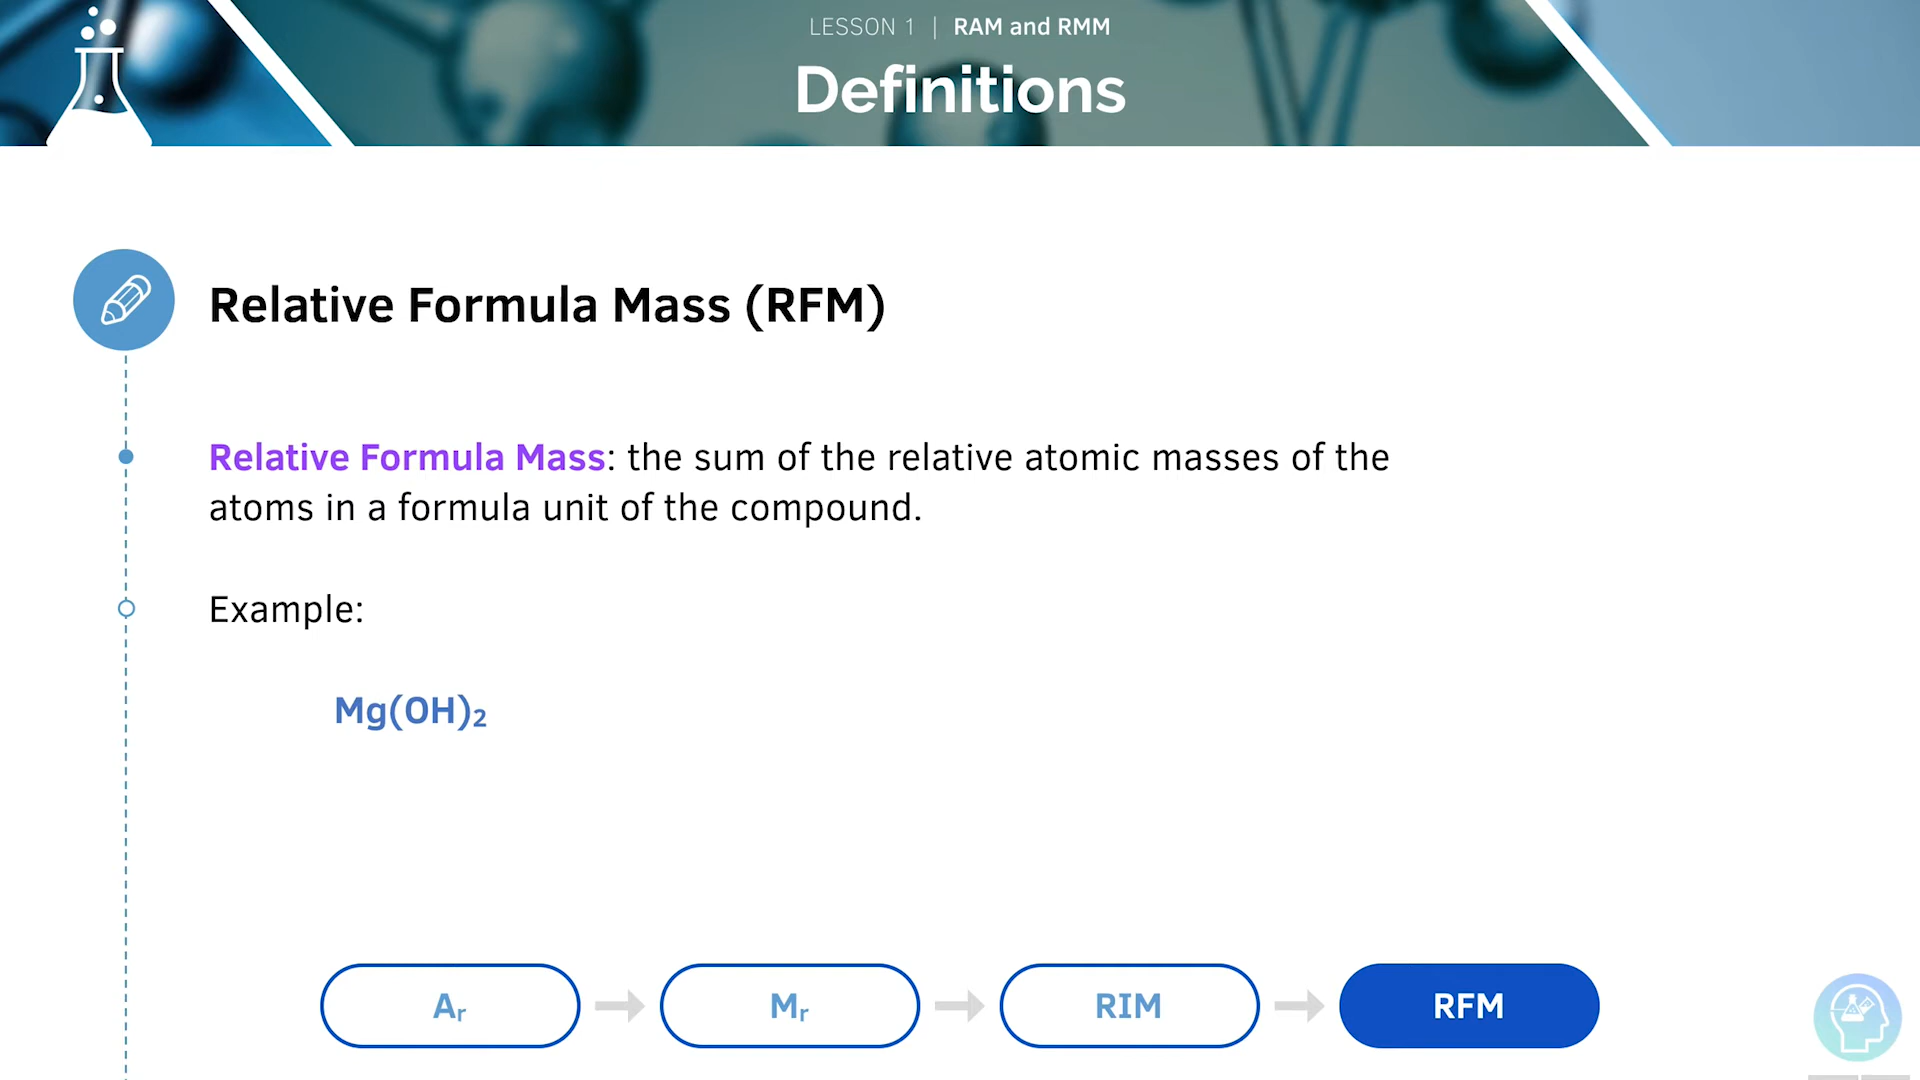 LESSON 1 | RAM and RMM
Definitions
Relative Formula Mass (RFM)
Relative Formula Mass: the sum of the relative atomic masses of the
atoms in a formula unit of the compound.
Example:
Mg(OH)₂
Aᵣ
Mᵣ
RIM
RFM